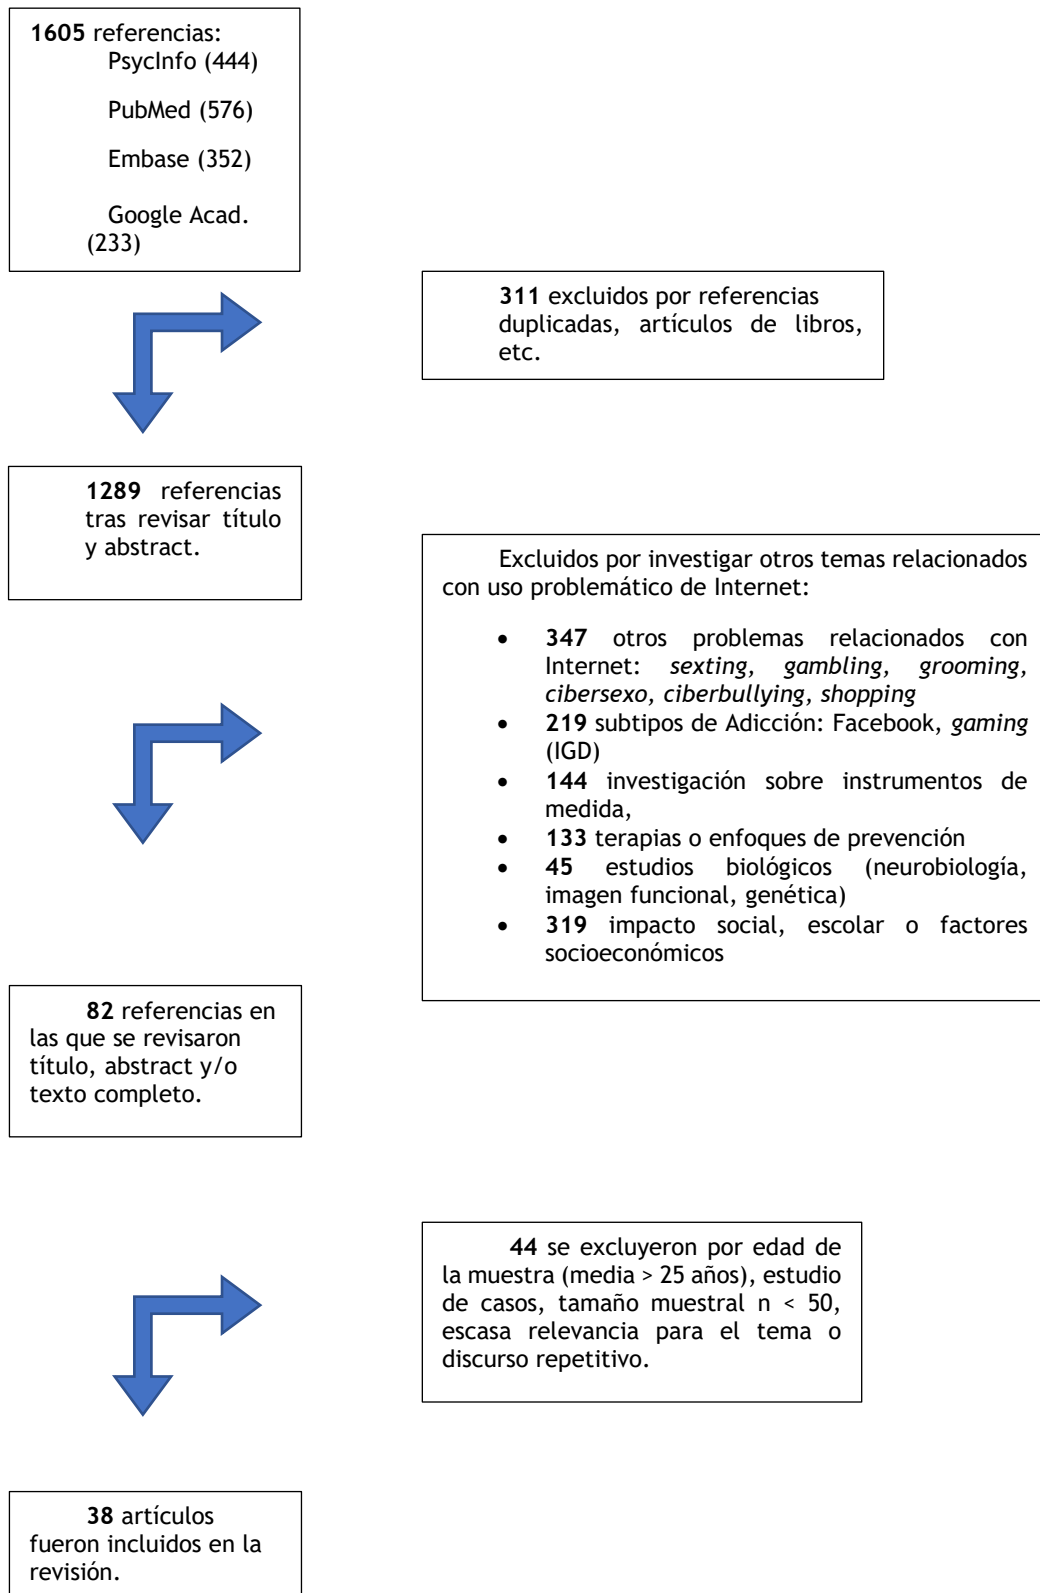 1605 referencias:
PsycInfo (444)
PubMed (576)
Embase (352)
Google Acad.
(233)
311 excluidos por referencias
duplicadas, artículos de libros,
etc.
1289 referencias
tras revisar título
y abstract.
Excluidos por investigar otros temas relacionados
con uso problemático de Internet:
• 347 otros problemas relacionados con
Internet: sexting, gambling, grooming,
cibersexo, ciberbullying, shopping
• 219 subtipos de Adicción: Facebook, gaming
(IGD)
• 144 investigación sobre instrumentos de
medida,
• 133 terapias o enfoques de prevención
• 45 estudios biológicos (neurobiología,
imagen funcional, genética)
• 319 impacto social, escolar o factores
socioeconómicos
82 referencias en
las que se revisaron
título, abstract y/o
texto completo.
44 se excluyeron por edad de
la muestra (media > 25 años), estudio
de casos, tamaño muestral n < 50,
escasa relevancia para el tema o
discurso repetitivo.
38 artículos
fueron incluidos en la
revisión.